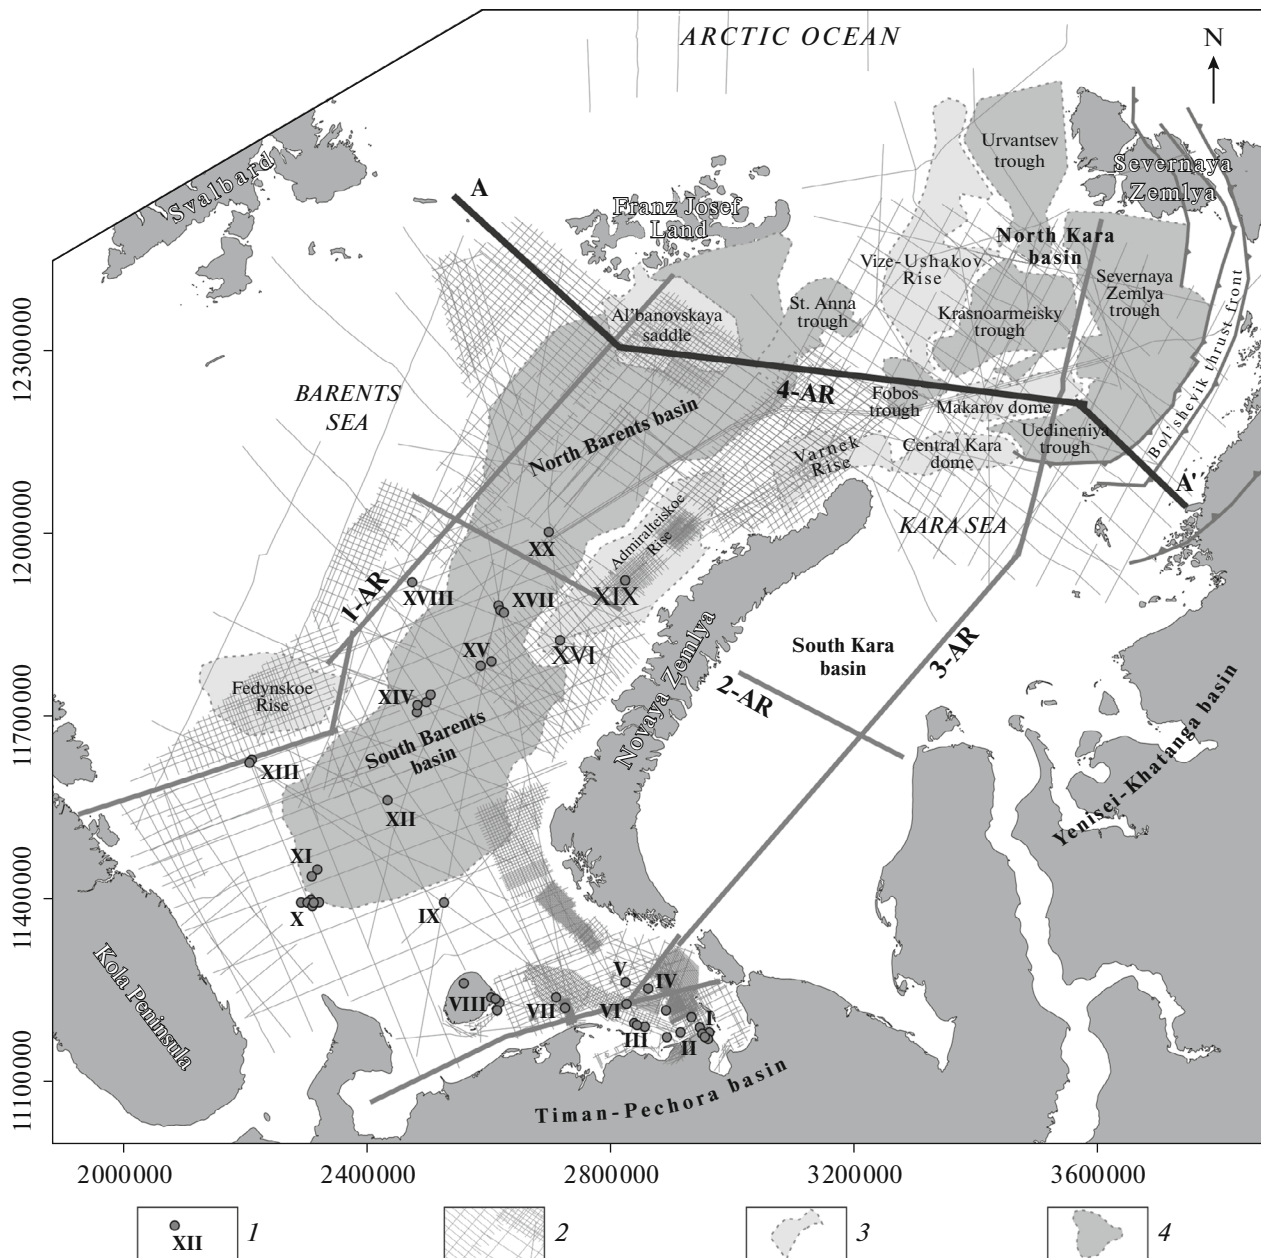 ARCTIC OCEAN
N
Svalbard
A
Franz Josef
Land
Urvantsev
trough
Severnaya
Zemlya
North Kara
basin
Vize-Ushakov
Rise
Severnaya
Zemlya
trough
St. Anna
trough
Krasnoarmeisky
trough
Al'banovskaya
saddle
Bol'shevik thrust front
BARENTS
SEA
4-AR
Fobos
trough
Makarov dome
Uedineniya
trough
North Barents basin
Varnek
Rise
Central Kara
dome
A'
KARA SEA
Admiralteiskoe
Rise
XX
XIX
1-AR
XVIII
XVII
XVI
XV
XIV
Novaya Zemlya
South Kara
basin
3-AR
2-AR
Fedynskoe
Rise
South Barents
basin
XIII
XII
Yenisei-Khatanga basin
XI
X
IX
Kola Peninsula
V
IV
VIII
VII
VI
III
II
I
Timan-Pechora basin
12300000
12000000
11700000
11400000
11100000
2000000
2400000
2800000
3200000
3600000
XII
1
2
3
4